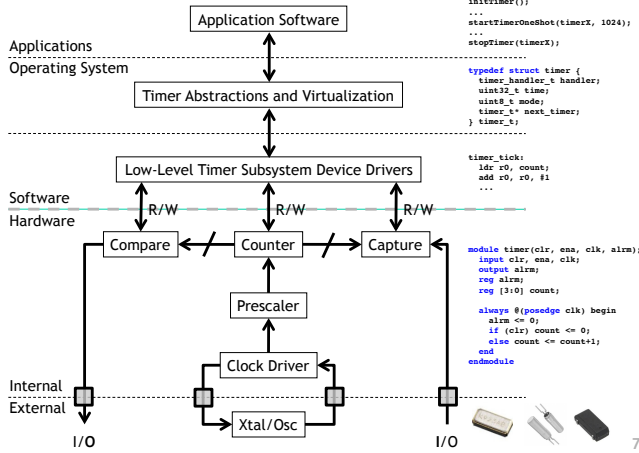 initTimer();
...
startTimerOneShot(timerX, 1024);
...
stopTimer(timerX);
Application Software
Applications
Operating System
typedef struct timer {
timer_handler_t handler;
uint32_t time;
uint8_t mode;
timer_t* next_timer;
} timer_t;
Timer Abstractions and Virtualization
timer_tick:
ldr r0, count;
add r0, r0, #1
...
Low-Level Timer Subsystem Device Drivers
Software
R/W R/W R/W
Hardware
Compare Counter Capture
module timer(clr, ena, clk, alrm);
input clr, ena, clk;
output alrm;
reg alrm;
reg [3:0] count;
always @(posedge clk) begin
alrm <= 0;
if (clr) count <= 0;
else count <= count+1;
end
endmodule
Prescaler
Clock Driver
Internal
External
Xtal/Osc
I/O I/O
7